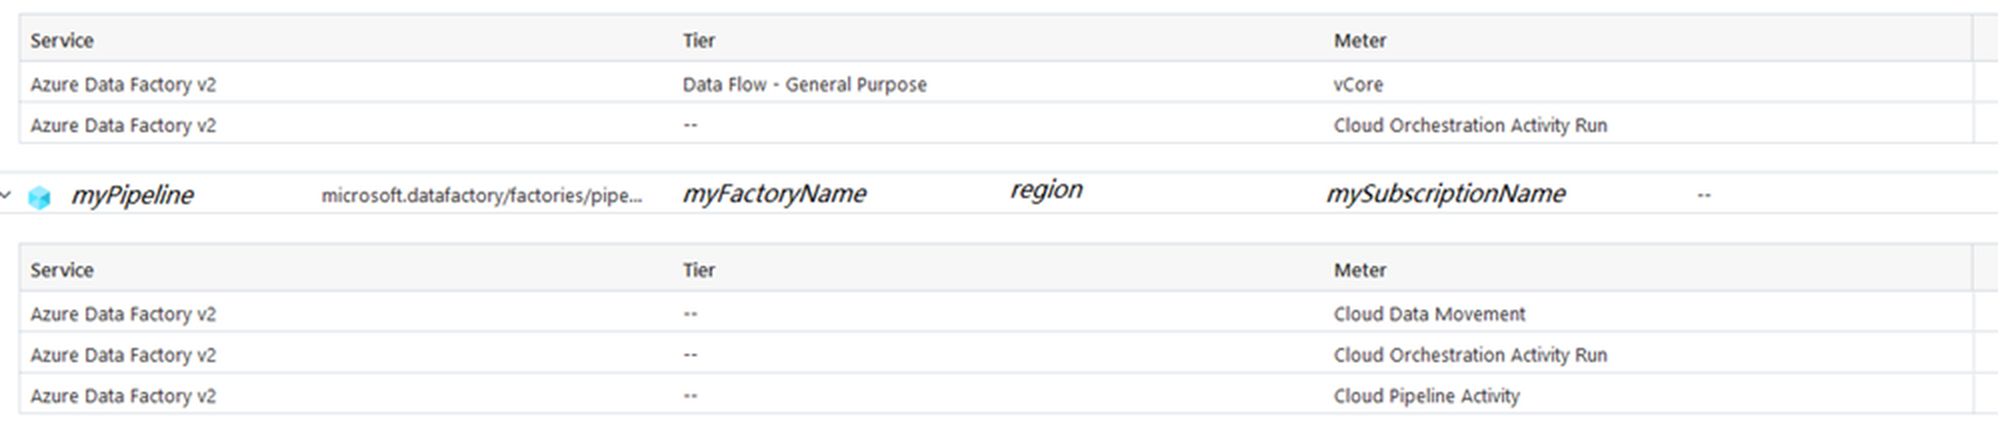 Service Tier Meter
Azure Data Factory v2 Data Flow - General Purpose vCore
Azure Data Factory v2 -- Cloud Orchestration Activity Run
myPipeline microsoft.datafactory/factories/pipe... myFactoryName region mySubscriptionName --
Service Tier Meter
Azure Data Factory v2 -- Cloud Data Movement
Azure Data Factory v2 -- Cloud Orchestration Activity Run
Azure Data Factory v2 -- Cloud Pipeline Activity